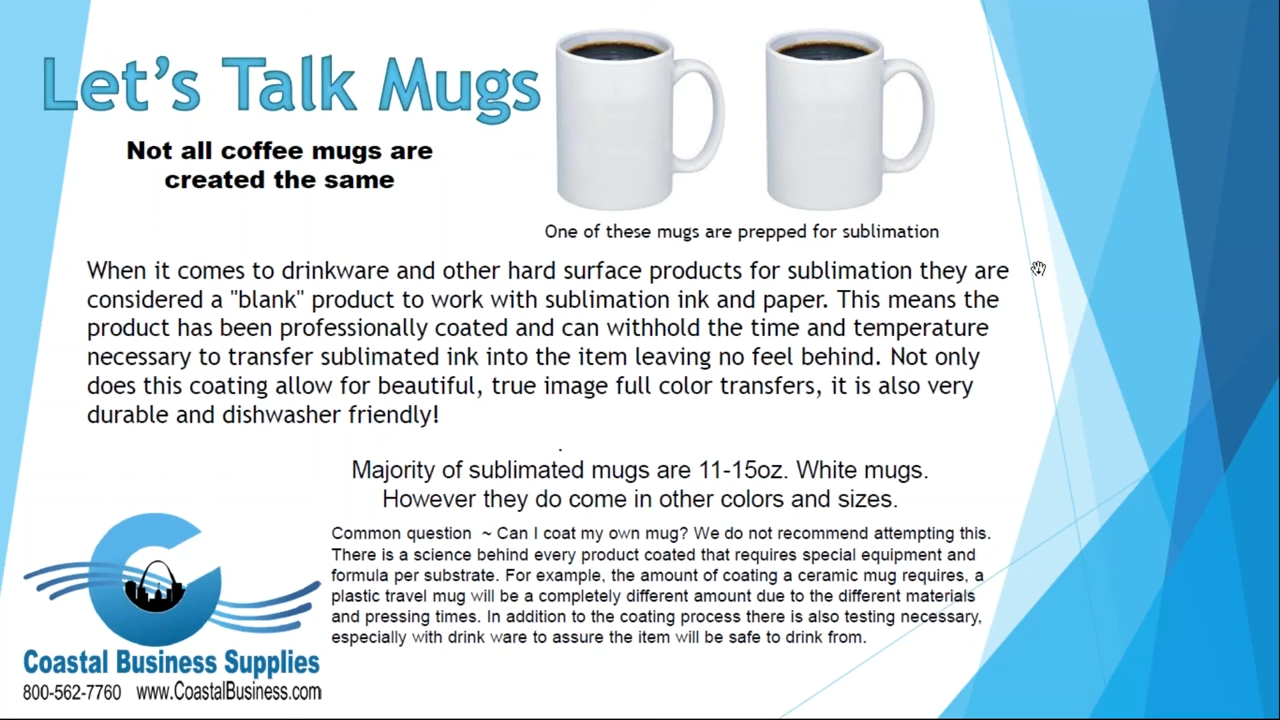 Let's Talk Mugs
Not all coffee mugs are
created the same
One of these mugs are prepped for sublimation
When it comes to drinkware and other hard surface products for sublimation they are
considered a "blank" product to work with sublimation ink and paper. This means the
product has been professionally coated and can withhold the time and temperature
necessary to transfer sublimated ink into the item leaving no feel behind. Not only
does this coating allow for beautiful, true image full color transfers, it is also very
durable and dishwasher friendly!
.
Majority of sublimated mugs are 11-15oz. White mugs.
However they do come in other colors and sizes.
Common question ~ Can I coat my own mug? We do not recommend attempting this.
There is a science behind every product coated that requires special equipment and
formula per substrate. For example, the amount of coating a ceramic mug requires, a
plastic travel mug will be a completely different amount due to the different materials
and pressing times. In addition to the coating process there is also testing necessary,
especially with drink ware to assure the item will be safe to drink from.
Coastal Business Supplies
800-562-7760 www.CoastalBusiness.com